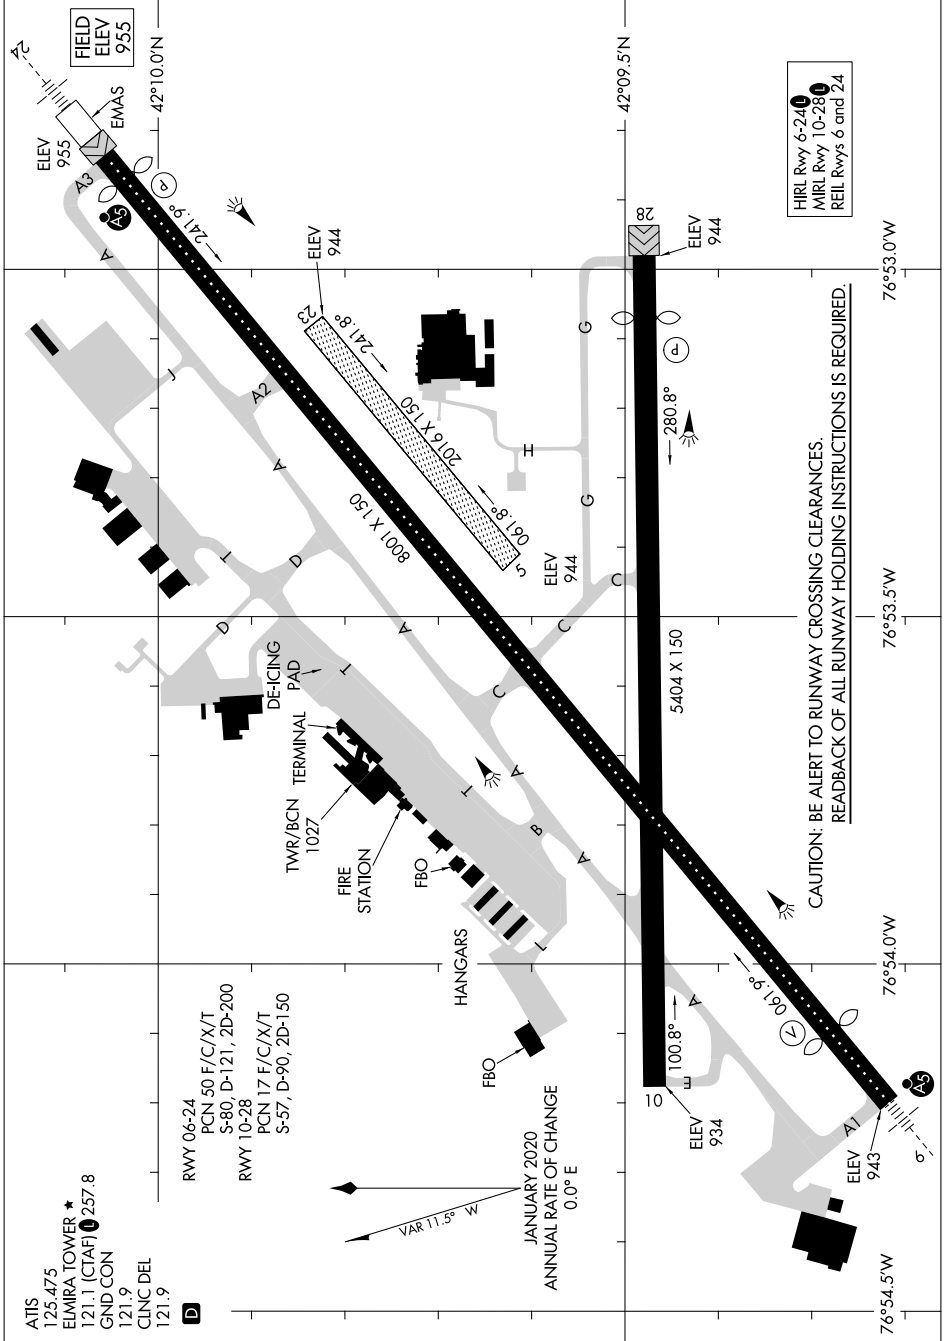 ATIS
125.475
ELMIRA TOWER ★
121.1 (CTAF) L 257.8
GND CON
121.9
CLNC DEL
121.9
D
RWY 06-24
PCN 50 F/C/X/T
S-80, D-121, 2D-200
RWY 10-28
PCN 17 F/C/X/T
S-57, D-90, 2D-150
VAR 11.5° W
JANUARY 2020
ANNUAL RATE OF CHANGE
0.0° E
FIELD
ELEV
955
24
EMAS
ELEV
955
A3
A5
P
241.9°
A
42°10.0'N
42°09.5'N
HIRL Rwy 6-24 L
MIRL Rwy 10-28 L
REIL Rwys 6 and 24
ELEV
944
23
241.8°
2016 X 150
061.8°
5
ELEV
944
28
ELEV
944
76°53.0'W
J
A2
A
8001 X 150
H
G
G
P
280.8°
T
D
D
A
C
C
C
76°53.5'W
DE-ICING
PAD
T
TERMINAL
TWR/BCN
1027
FIRE
STATION
FBO
T
A
B
A
5404 X 150
CAUTION: BE ALERT TO RUNWAY CROSSING CLEARANCES.
READBACK OF ALL RUNWAY HOLDING INSTRUCTIONS IS REQUIRED.
HANGARS
L
FBO
76°54.0'W
A
100.8°
E
10
ELEV
934
061.9°
V
A5
A1
ELEV
943
6
76°54.5'W